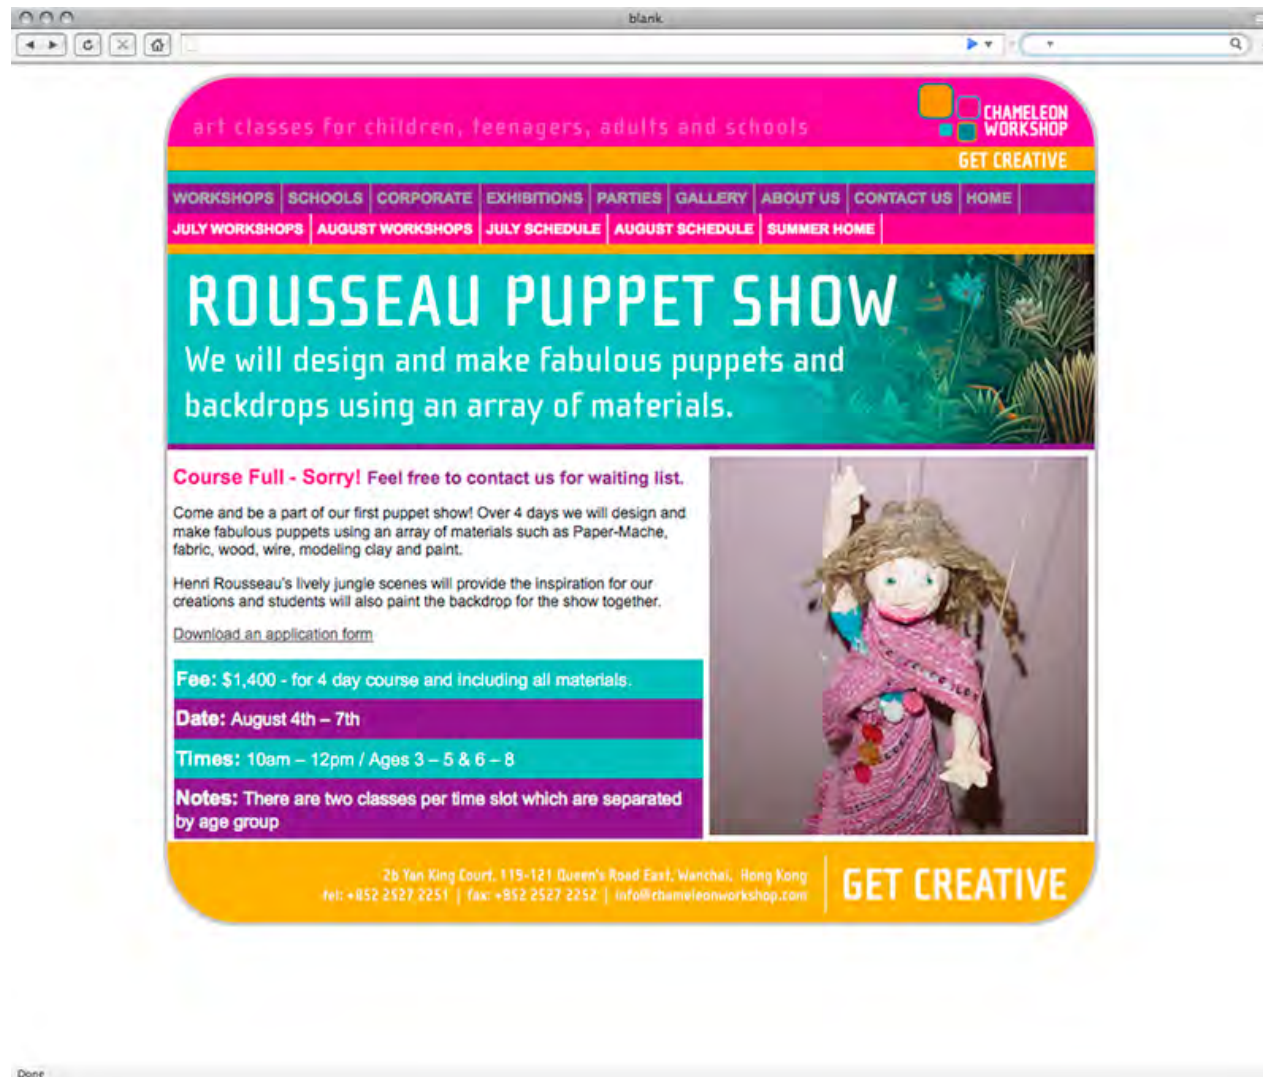 blank
art classes for children, teenagers, adults and schools
CHAMELEON
WORKSHOP
GET CREATIVE
WORKSHOPS SCHOOLS CORPORATE EXHIBITIONS PARTIES GALLERY ABOUT US CONTACT US HOME
JULY WORKSHOPS AUGUST WORKSHOPS JULY SCHEDULE AUGUST SCHEDULE SUMMER HOME
ROUSSEAU PUPPET SHOW
We will design and make fabulous puppets and
backdrops using an array of materials.
Course Full - Sorry! Feel free to contact us for waiting list.
Come and be a part of our first puppet show! Over 4 days we will design and
make fabulous puppets using an array of materials such as Paper-Mache,
fabric, wood, wire, modeling clay and paint.
Henri Rousseau's lively jungle scenes will provide the inspiration for our
creations and students will also paint the backdrop for the show together.
Download an application form
Fee: $1,400 - for 4 day course and including all materials.
Date: August 4th – 7th
Times: 10am – 12pm / Ages 3 – 5 & 6 – 8
Notes: There are two classes per time slot which are separated
by age group
2b Yan King Court, 119-121 Queen's Road East, Wanchai, Hong Kong
tel: +852 2527 2251 | fax: +852 2527 2252 | info@chameleonworkshop.com
GET CREATIVE
Done